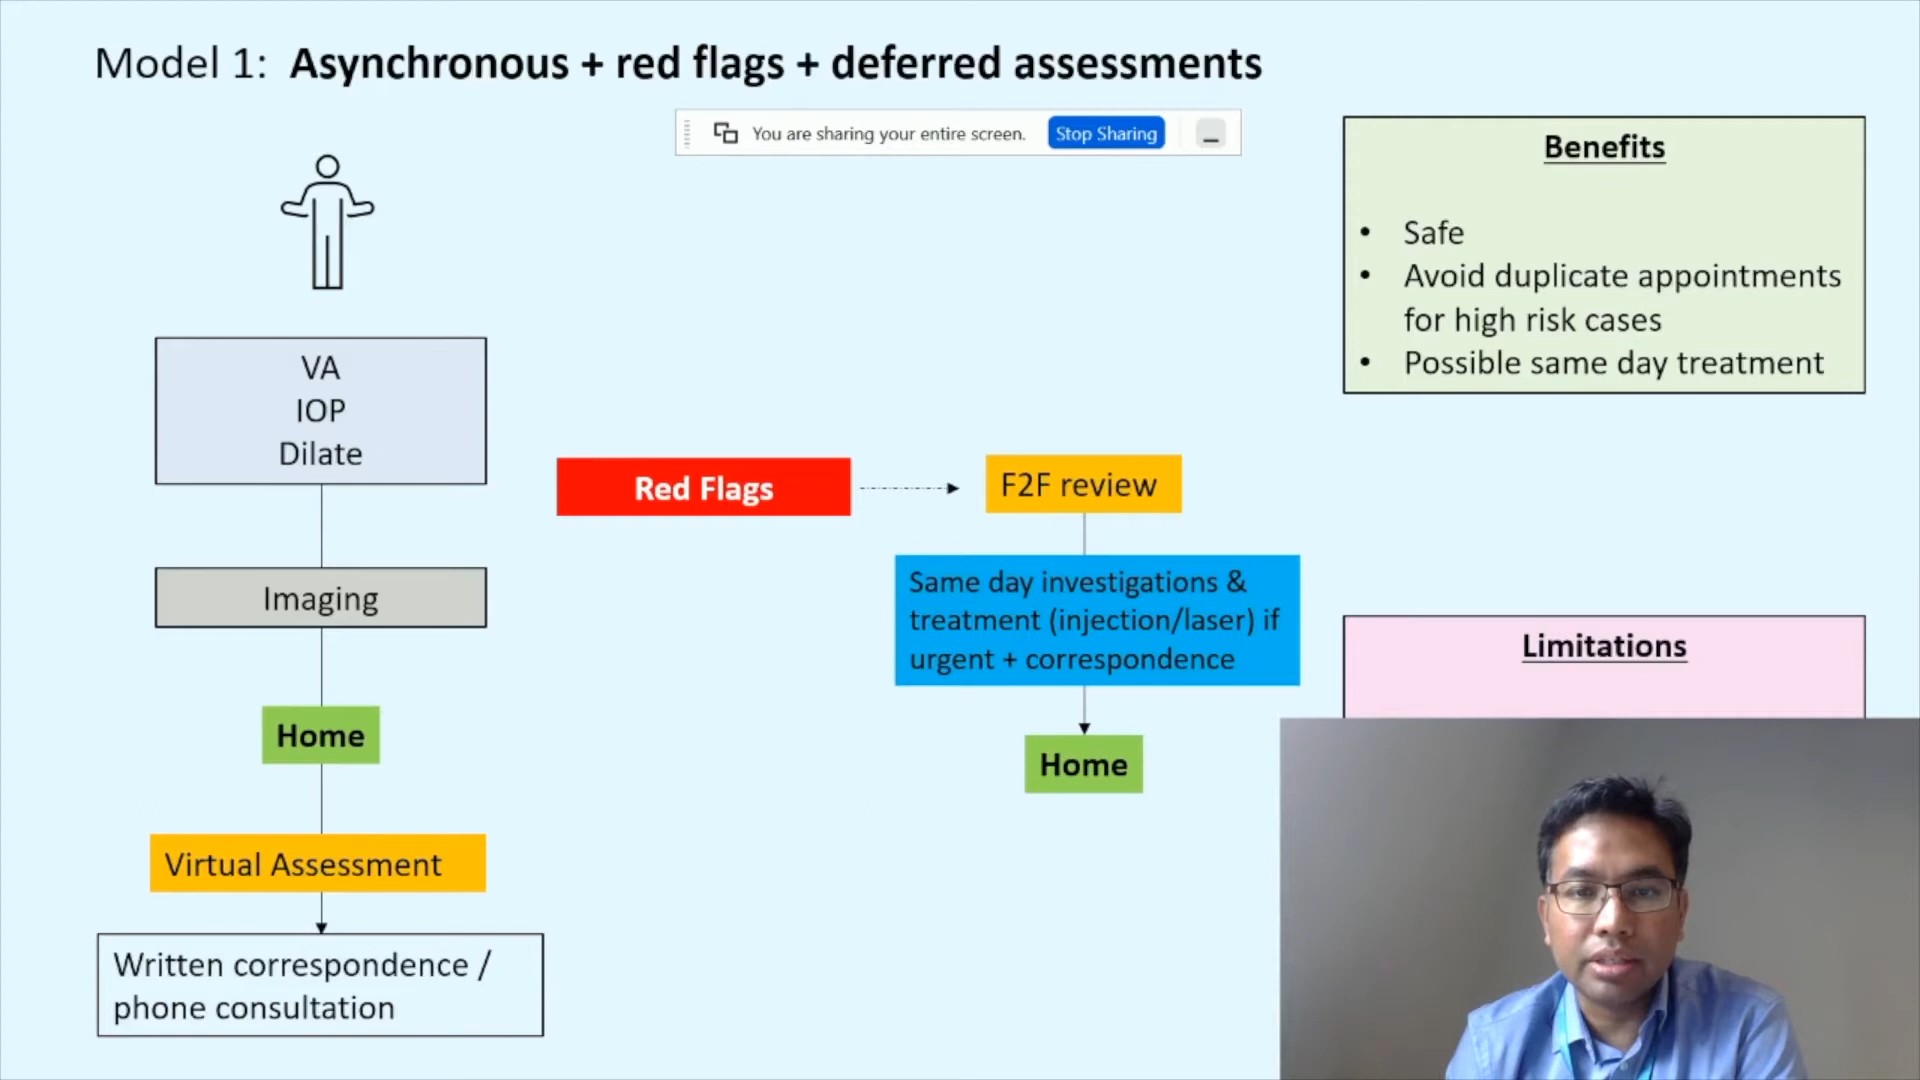 Model 1: Asynchronous + red flags + deferred assessments
You are sharing your entire screen. Stop Sharing
VA
IOP
Dilate
Imaging
Home
Virtual Assessment
Written correspondence /
phone consultation
Red Flags
F2F review
Same day investigations &
treatment (injection/laser) if
urgent + correspondence
Home
Benefits
• Safe
• Avoid duplicate appointments
for high risk cases
• Possible same day treatment
Limitations